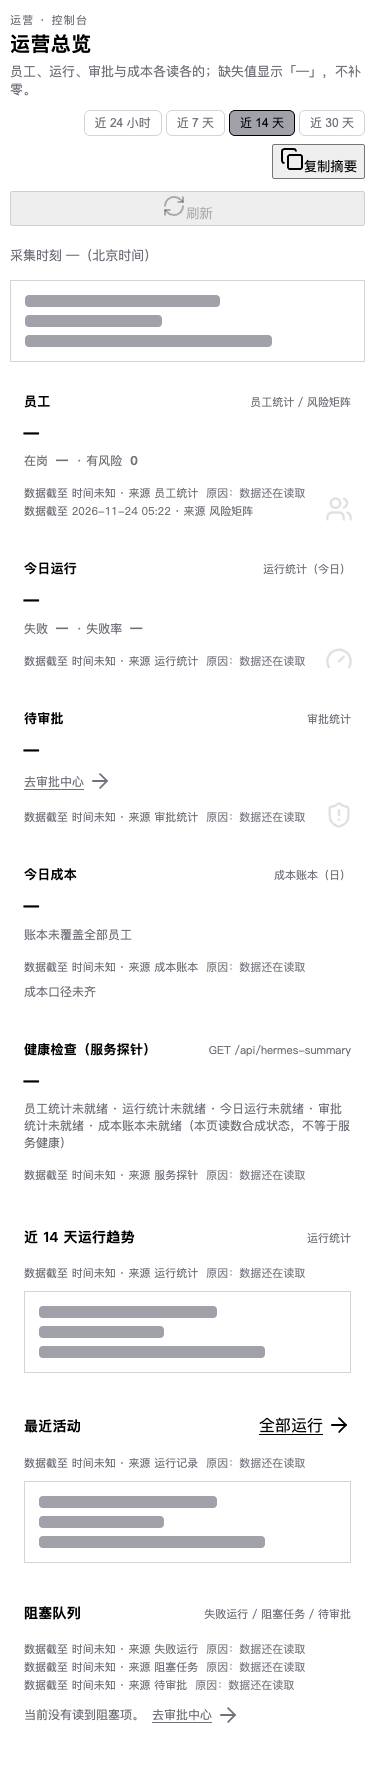 运营 · 控制台
运营总览
员工、运行、审批与成本各读各的；缺失值显示「—」，不补
零。
近 24 小时
近 7 天
近 14 天
近 30 天
复制摘要
刷新
采集时刻 —（北京时间）
员工
员工统计 / 风险矩阵
—
在岗 — · 有风险 0
数据截至 时间未知 · 来源 员工统计 原因：数据还在读取
数据截至 2026-11-24 05:22 · 来源 风险矩阵
今日运行
运行统计（今日）
—
失败 — · 失败率 —
数据截至 时间未知 · 来源 运行统计 原因：数据还在读取
待审批
审批统计
—
去审批中心
数据截至 时间未知 · 来源 审批统计 原因：数据还在读取
今日成本
成本账本（日）
—
账本未覆盖全部员工
数据截至 时间未知 · 来源 成本账本 原因：数据还在读取
成本口径未齐
健康检查（服务探针）
GET /api/hermes-summary
—
员工统计未就绪 · 运行统计未就绪 · 今日运行未就绪 · 审批
统计未就绪 · 成本账本未就绪（本页读数合成状态，不等于服
务健康）
数据截至 时间未知 · 来源 服务探针 原因：数据还在读取
近 14 天运行趋势
运行统计
数据截至 时间未知 · 来源 运行统计 原因：数据还在读取
最近活动
全部运行
数据截至 时间未知 · 来源 运行记录 原因：数据还在读取
阻塞队列
失败运行 / 阻塞任务 / 待审批
数据截至 时间未知 · 来源 失败运行 原因：数据还在读取
数据截至 时间未知 · 来源 阻塞任务 原因：数据还在读取
数据截至 时间未知 · 来源 待审批 原因：数据还在读取
当前没有读到阻塞项。 去审批中心